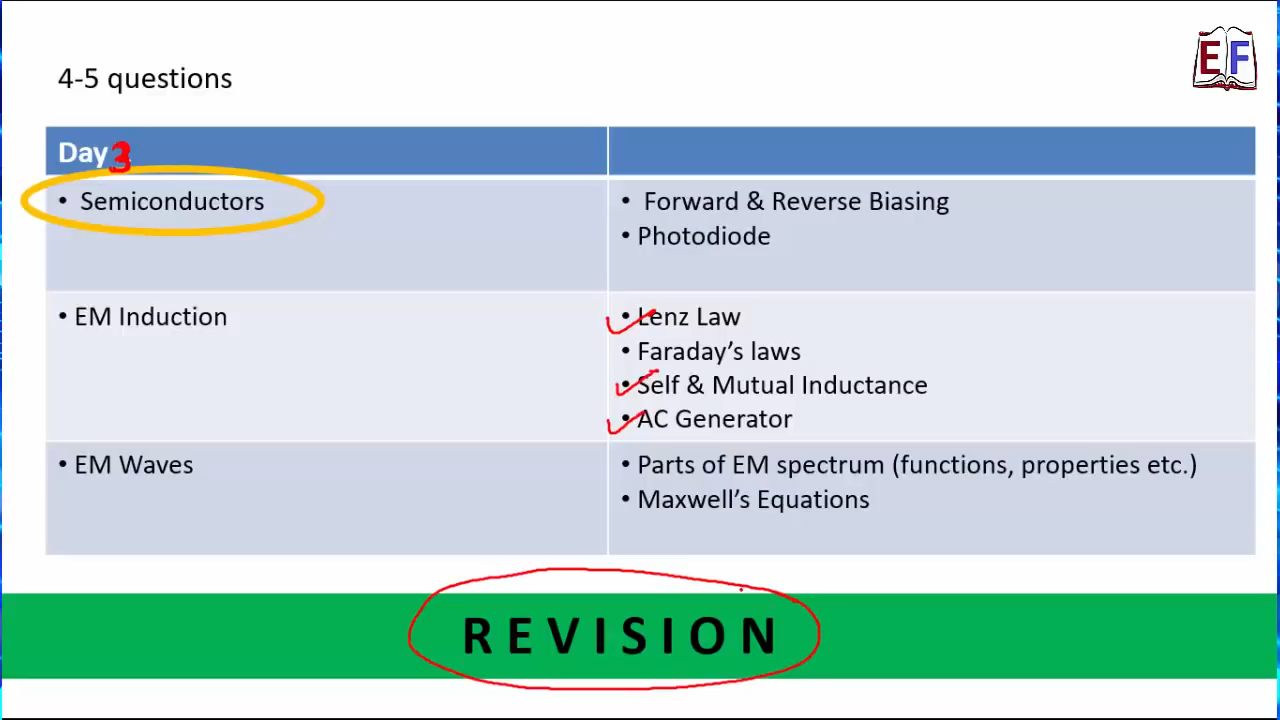 EF
4-5 questions
Day 3
• Semiconductors
• Forward & Reverse Biasing
• Photodiode
• EM Induction
• Lenz Law
• Faraday’s laws
• Self & Mutual Inductance
• AC Generator
• EM Waves
• Parts of EM spectrum (functions, properties etc.)
• Maxwell’s Equations
REVISION